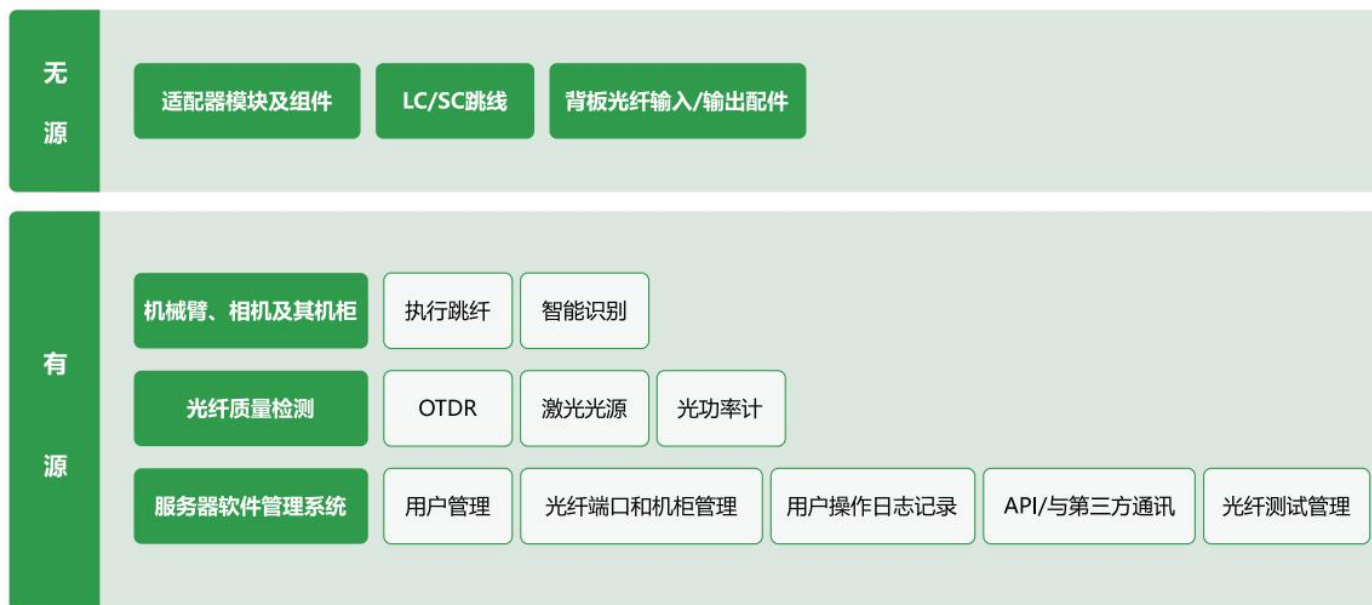 无源
适配器模块及组件
LC/SC跳线
背板光纤输入/输出配件
有源
机械臂、相机及其机柜
执行跳纤
智能识别
光纤质量检测
OTDR
激光光源
光功率计
服务器软件管理系统
用户管理
光纤端口和机柜管理
用户操作日志记录
API/与第三方通讯
光纤测试管理